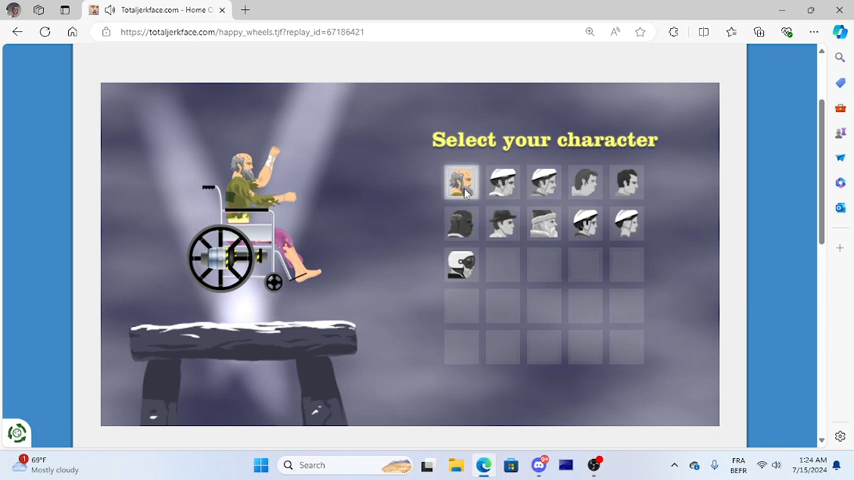 Totaljerkface.com - Home O
https://totaljerkface.com/happy_wheels.tjf?replay_id=67186421
Select your character
69°F
Mostly cloudy
Search
FRA
BEFR
1:24 AM
7/15/2024